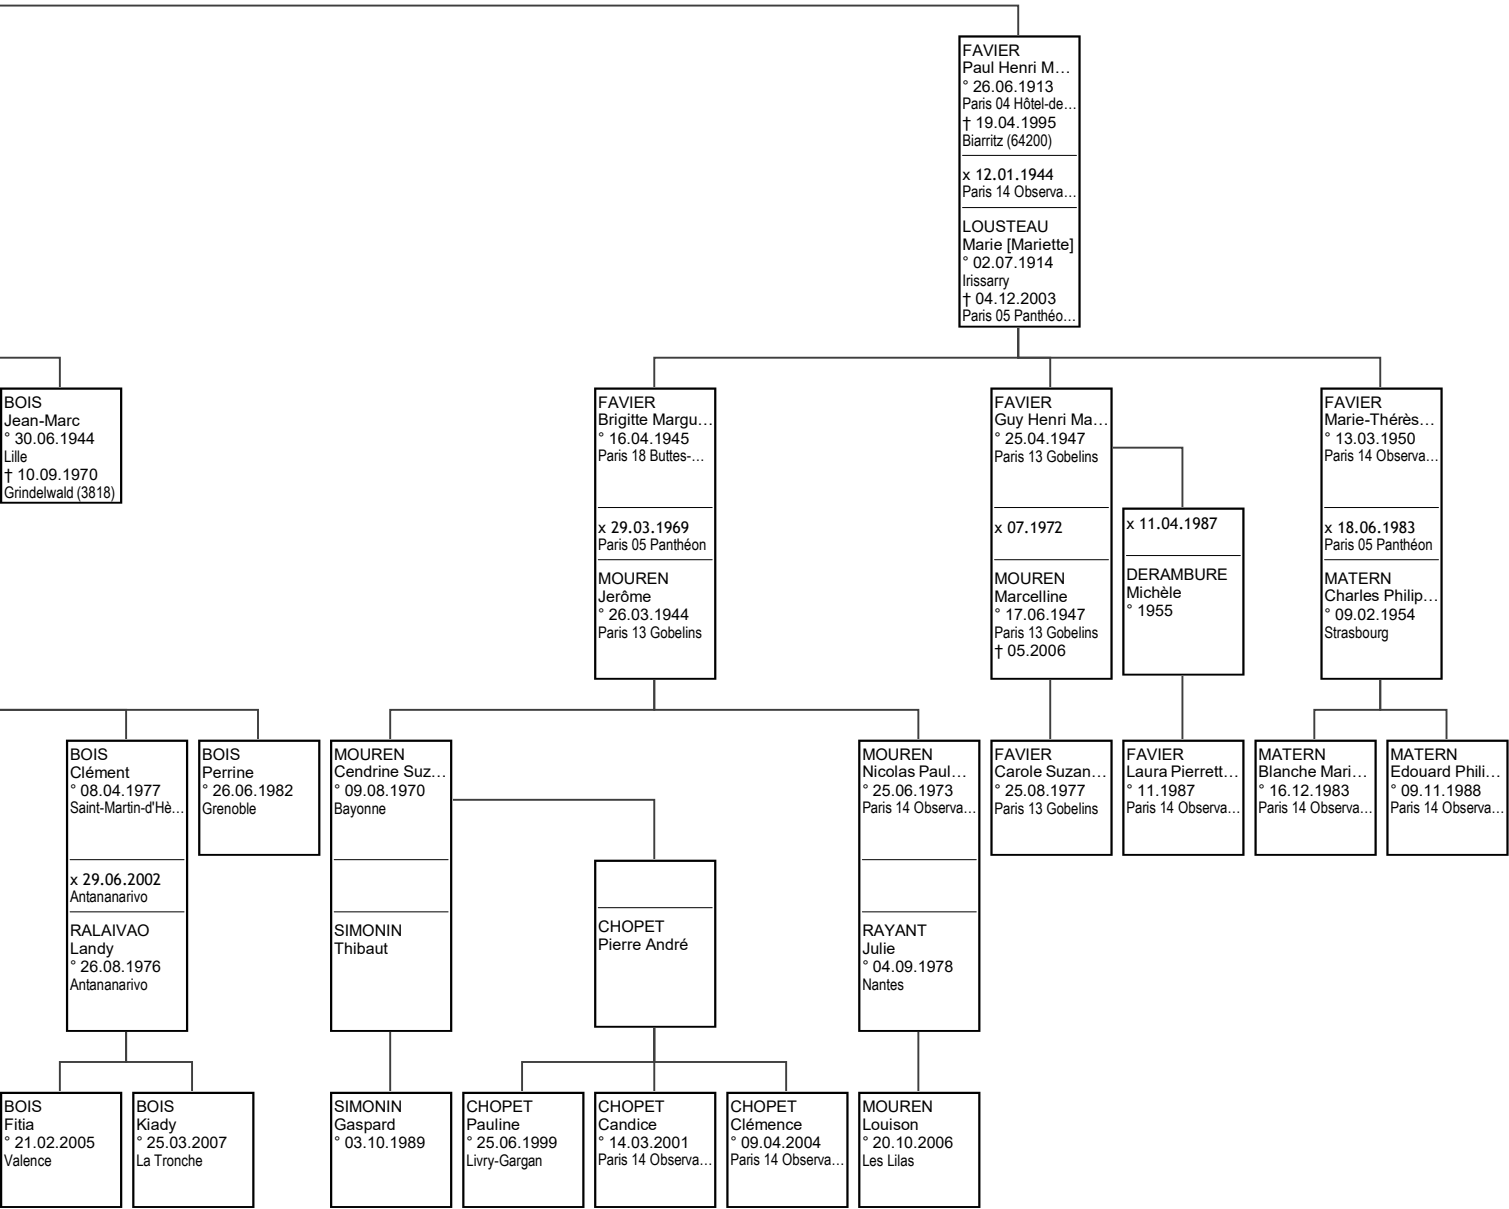 FAVIER
Paul Henri M…
° 26.06.1913
Paris 04 Hôtel-de…
† 19.04.1995
Biarritz (64200)
x 12.01.1944
Paris 14 Observa…
LOUSTEAU
Marie [Mariette]
° 02.07.1914
Irissarry
† 04.12.2003
Paris 05 Panthéo…
BOIS
Jean-Marc
° 30.06.1944
Lille
† 10.09.1970
Grindelwald (3818)
FAVIER
Brigitte Margu…
° 16.04.1945
Paris 18 Buttes-…
x 29.03.1969
Paris 05 Panthéon
MOUREN
Jerôme
° 26.03.1944
Paris 13 Gobelins
FAVIER
Guy Henri Ma…
° 25.04.1947
Paris 13 Gobelins
x 07.1972
MOUREN
Marcelline
° 17.06.1947
Paris 13 Gobelins
† 05.2006
x 11.04.1987
DERAMBURE
Michèle
° 1955
FAVIER
Marie-Thérès…
° 13.03.1950
Paris 14 Observa…
x 18.06.1983
Paris 05 Panthéon
MATERN
Charles Philip…
° 09.02.1954
Strasbourg
BOIS
Clément
° 08.04.1977
Saint-Martin-d'Hè…
x 29.06.2002
Antananarivo
RALAIVAO
Landy
° 26.08.1976
Antananarivo
BOIS
Perrine
° 26.06.1982
Grenoble
MOUREN
Cendrine Suz…
° 09.08.1970
Bayonne
SIMONIN
Thibaut
CHOPET
Pierre André
MOUREN
Nicolas Paul…
° 25.06.1973
Paris 14 Observa…
RAYANT
Julie
° 04.09.1978
Nantes
FAVIER
Carole Suzan…
° 25.08.1977
Paris 13 Gobelins
FAVIER
Laura Pierrett…
° 11.1987
Paris 14 Observa…
MATERN
Blanche Mari…
° 16.12.1983
Paris 14 Observa…
MATERN
Edouard Phili…
° 09.11.1988
Paris 14 Observa…
BOIS
Fitia
° 21.02.2005
Valence
BOIS
Kiady
° 25.03.2007
La Tronche
SIMONIN
Gaspard
° 03.10.1989
CHOPET
Pauline
° 25.06.1999
Livry-Gargan
CHOPET
Candice
° 14.03.2001
Paris 14 Observa…
CHOPET
Clémence
° 09.04.2004
Paris 14 Observa…
MOUREN
Louison
° 20.10.2006
Les Lilas